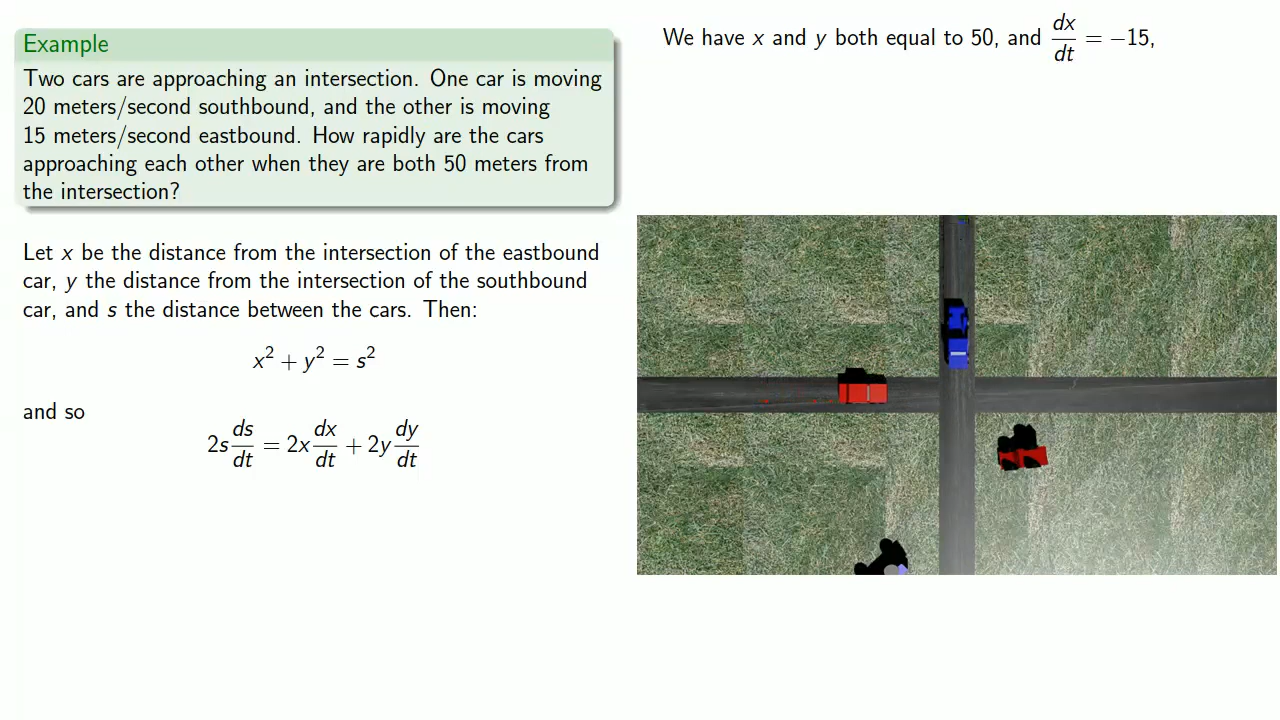 Example
Two cars are approaching an intersection. One car is moving
20 meters/second southbound, and the other is moving
15 meters/second eastbound. How rapidly are the cars
approaching each other when they are both 50 meters from
the intersection?
Let x be the distance from the intersection of the eastbound
car, y the distance from the intersection of the southbound
car, and s the distance between the cars. Then:
x² + y² = s²
and so
2s ds/dt = 2x dx/dt + 2y dy/dt
We have x and y both equal to 50, and dx/dt = −15,